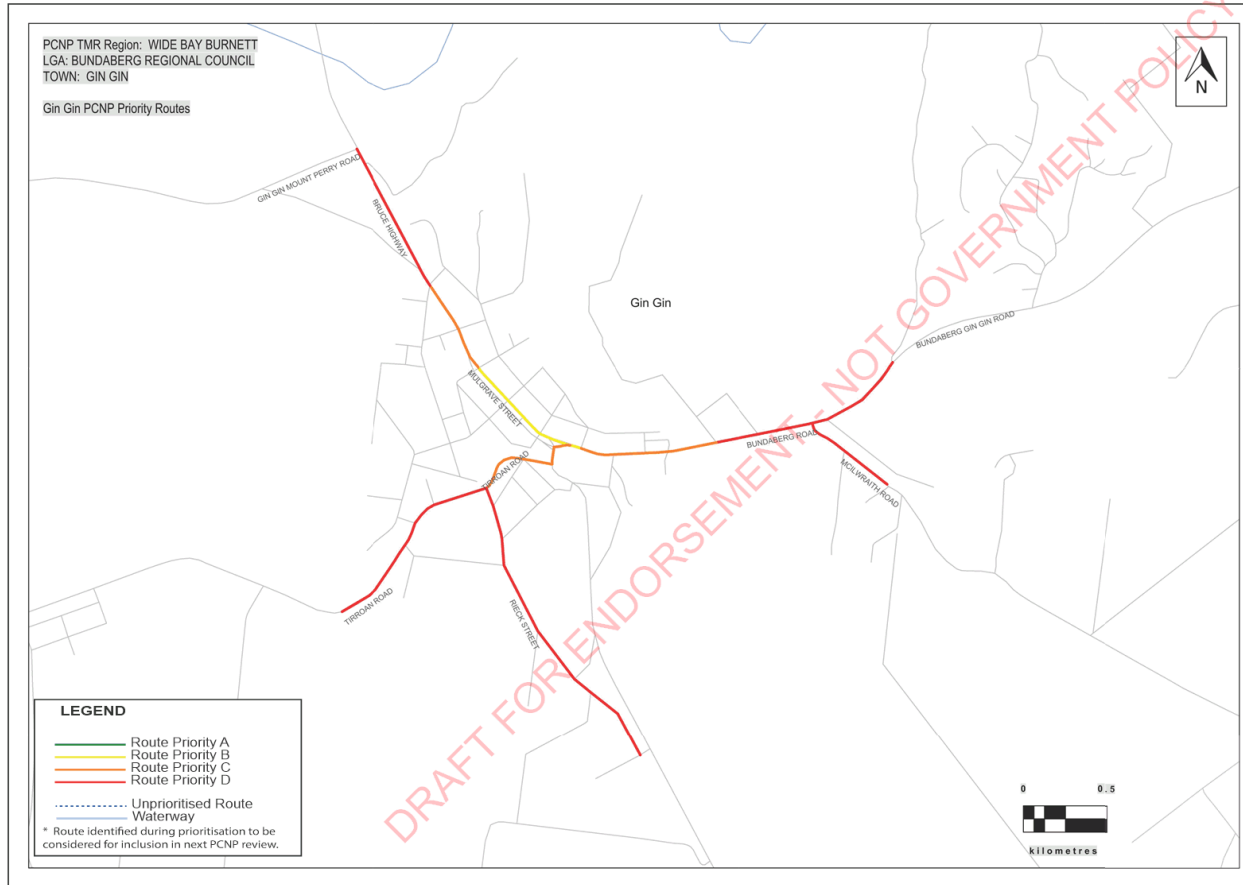 PCNP TMR Region: WIDE BAY BURNETT
LGA: BUNDABERG REGIONAL COUNCIL
TOWN: GIN GIN
Gin Gin PCNP Priority Routes
N
GIN GIN MOUNT PERRY ROAD
BRUCE HIGHWAY
Gin Gin
BUNDABERG GIN GIN ROAD
MULGRAVE STREET
BUNDABERG ROAD
TIRROAN ROAD
MCILWRAITH ROAD
TIRROAN ROAD
RIECK STREET
DRAFT FOR ENDORSEMENT - NOT GOVERNMENT POLICY
LEGEND
Route Priority A
Route Priority B
Route Priority C
Route Priority D
Unprioritised Route
Waterway
* Route identified during prioritisation to be
considered for inclusion in next PCNP review.
0 0.5
kilometres